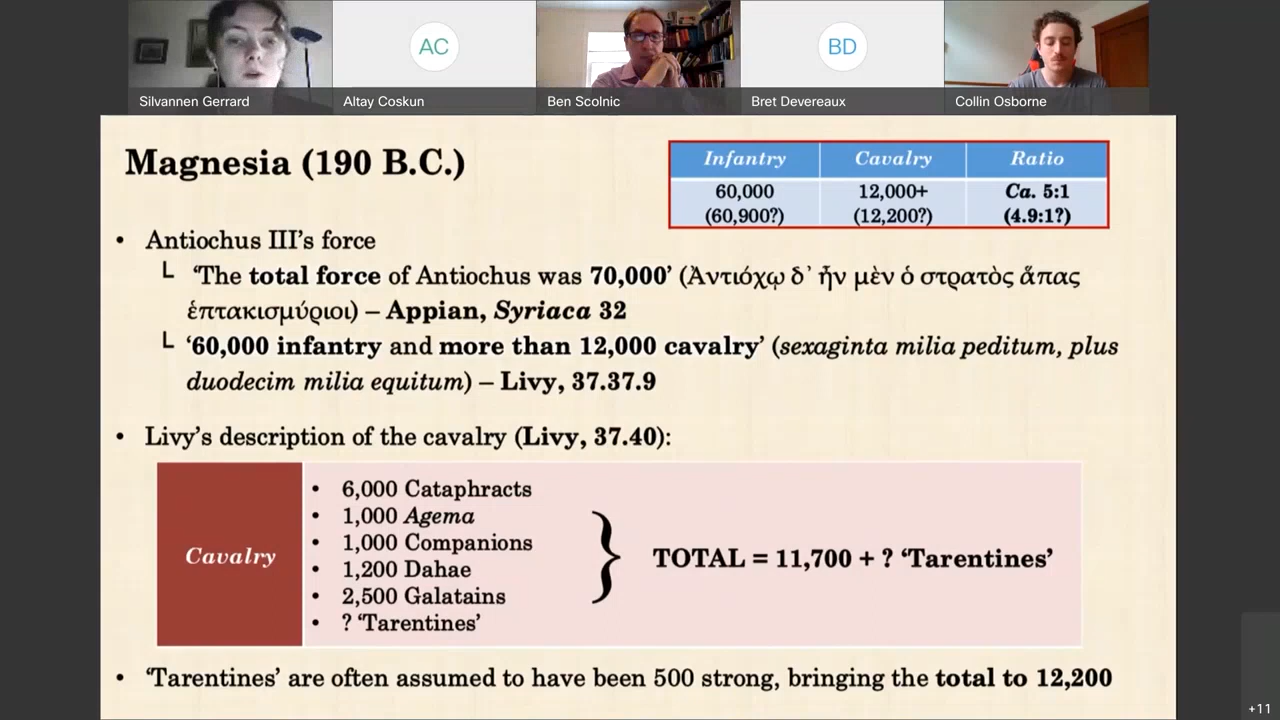 AC
BD
Silvannen Gerrard
Altay Coskun
Ben Scolnic
Bret Devereaux
Collin Osborne
Magnesia (190 B.C.)
Infantry Cavalry Ratio
60,000 12,000+ Ca. 5:1
(60,900?) (12,200?) (4.9:1?)
• Antiochus III’s force
└ ‘The total force of Antiochus was 70,000’ (Ἀντιόχῳ δ᾽ ἦν μὲν ὁ στρατὸς ἅπας
ἑπτακισμύριοι) – Appian, Syriaca 32
└ ‘60,000 infantry and more than 12,000 cavalry’ (sexaginta milia peditum, plus
duodecim milia equitum) – Livy, 37.37.9
• Livy’s description of the cavalry (Livy, 37.40):
Cavalry
• 6,000 Cataphracts
• 1,000 Agema
• 1,000 Companions
• 1,200 Dahae
• 2,500 Galatains
• ? ‘Tarentines’
} TOTAL = 11,700 + ? ‘Tarentines’
• ‘Tarentines’ are often assumed to have been 500 strong, bringing the total to 12,200
+11